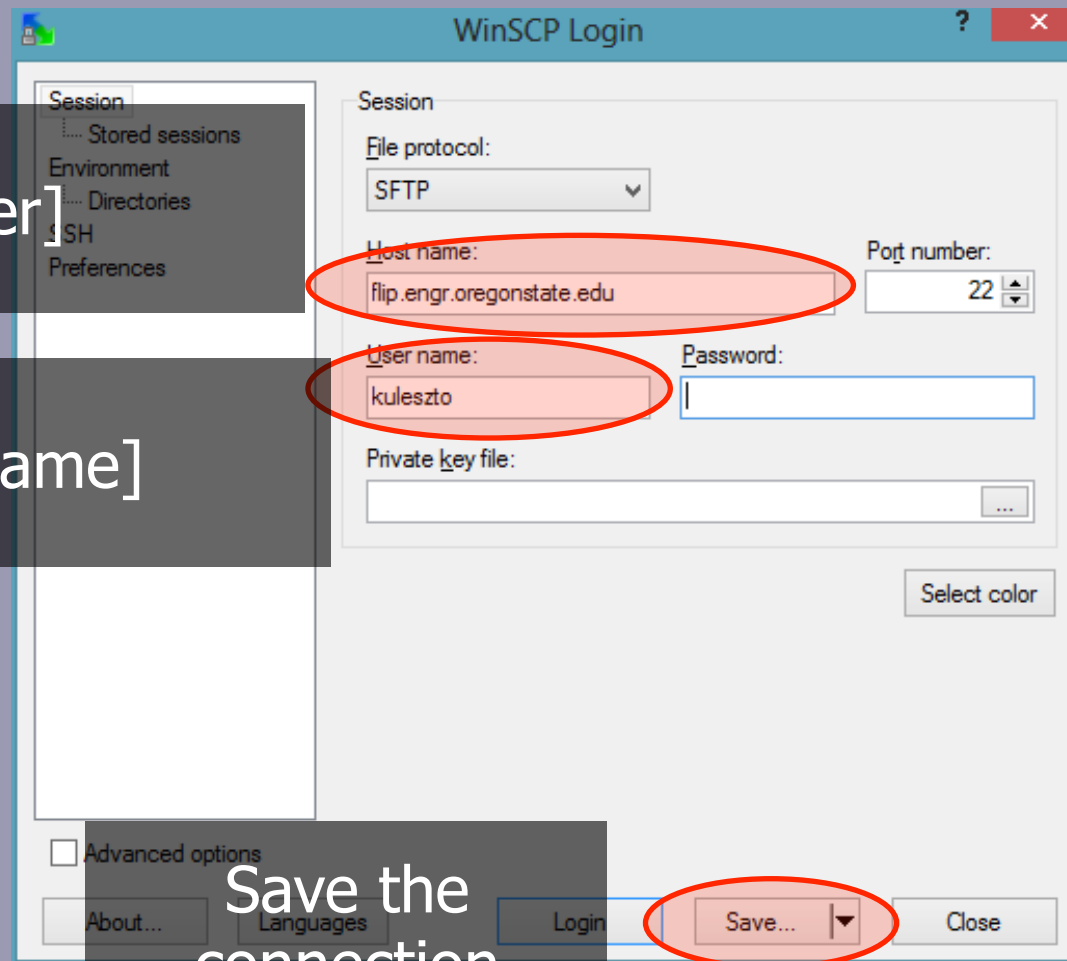 WinSCP Login ?
Session
Stored sessions
Environment
Directories
SSH
Preferences
er]
ame]
Session
File protocol:
SFTP
Host name: Port number:
flip.engr.oregonstate.edu 22
User name: Password:
kuleszto
Private key file:
...
Select color
Advanced options
Save the
connection
About... Languages Login Save... Close